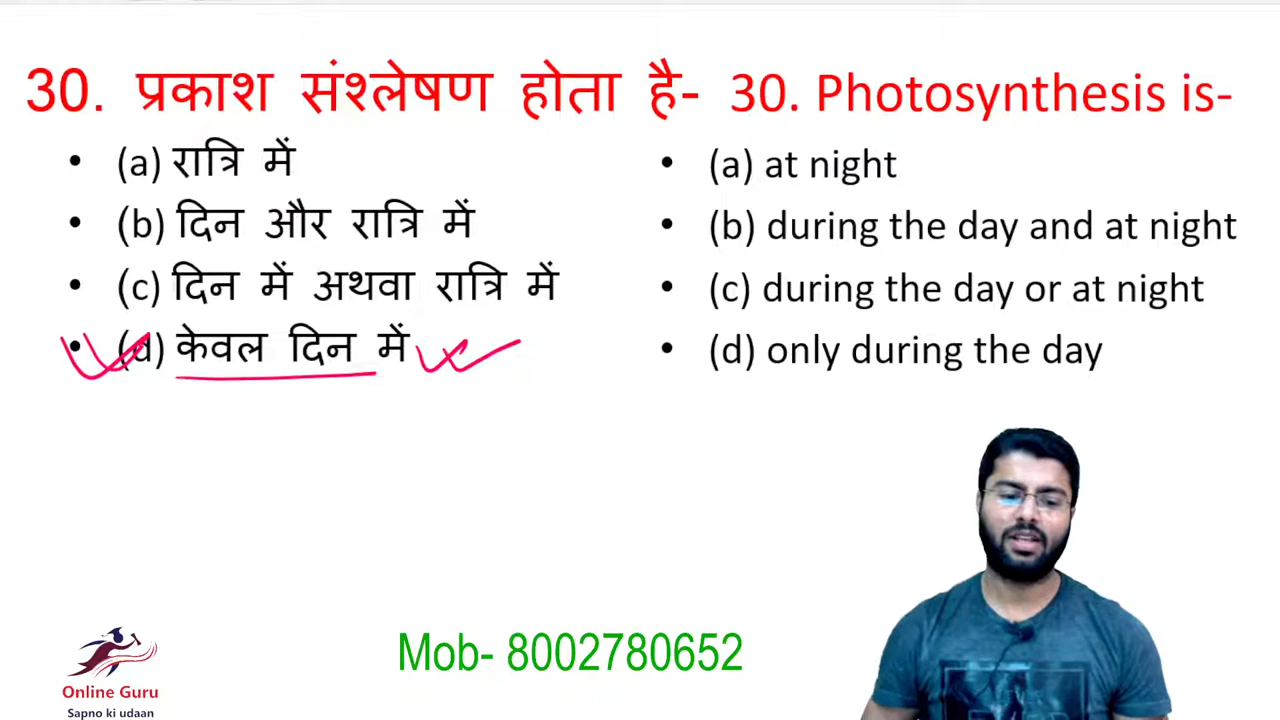 30. प्रकाश संश्लेषण होता है-
• (a) रात्रि में
• (b) दिन और रात्रि में
• (c) दिन में अथवा रात्रि में
• (d) केवल दिन में
30. Photosynthesis is-
• (a) at night
• (b) during the day and at night
• (c) during the day or at night
• (d) only during the day
Mob- 8002780652
Online Guru
Sapno ki udaan